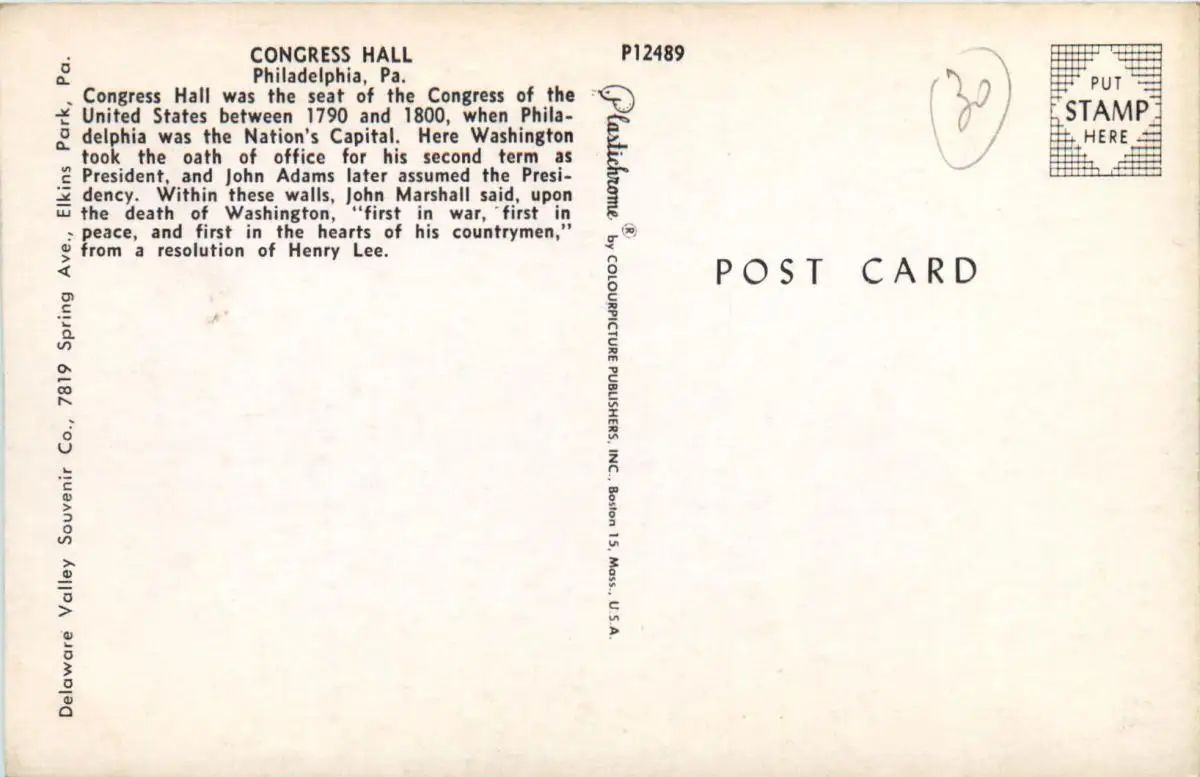 CONGRESS HALL
Philadelphia, Pa.
Congress Hall was the seat of the Congress of the
United States between 1790 and 1800, when Phila-
delphia was the Nation's Capital. Here Washington
took the oath of office for his second term as
President, and John Adams later assumed the Presi-
dency. Within these walls, John Marshall said, upon
the death of Washington, "first in war, first in
peace, and first in the hearts of his countrymen,"
from a resolution of Henry Lee.
Delaware Valley Souvenir Co., 7819 Spring Ave., Elkins Park, Pa.
P12489
Plastichrome ® by COLOURPICTURE PUBLISHERS, INC., Boston 15, Mass., U.S.A.
30
PUT
STAMP
HERE
POST CARD